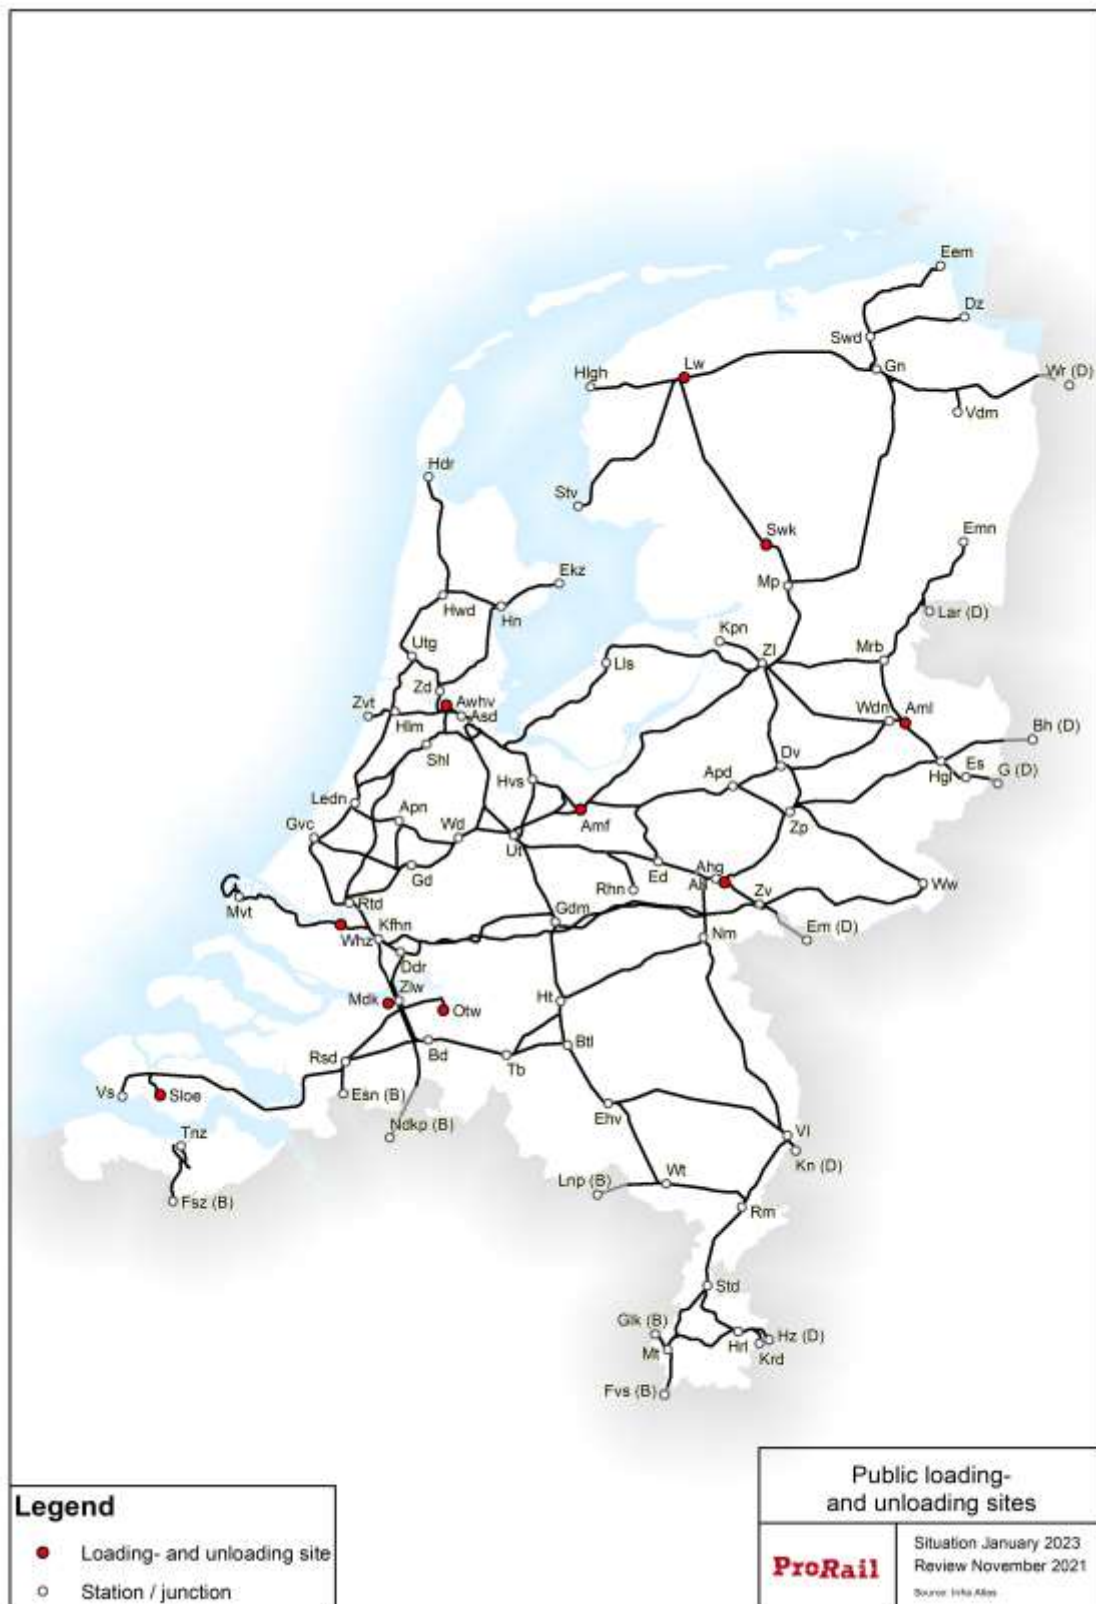 Eem
Dz
Swd
Lw
Gn
Hlgh
Wr (D)
Vdm
Hdr
Stv
Swk
Emn
Ekz
Mp
Hwd
Hn
Lar (D)
Kpn
Utg
Zl
Mrb
Lls
Zd
Zvt
Awhv
Asd
Wdn
Aml
Hlm
Bh (D)
Shl
Dv
Es
Hvs
Apd
Hgl
G (D)
Ledn
Apn
Gvc
Wd
Amf
Zp
Ut
Ahg
Gd
Ed
Ah
Rhn
Zv
Ww
Mvt
Rtd
Gdm
Em (D)
Kfhn
Whz
Nm
Ddr
Zlw
Mdk
Otw
Ht
Bd
Btl
Rsd
Tb
Vs
Sloe
Esn (B)
Ndkp (B)
Ehv
Tnz
Vl
Kn (D)
Wt
Lnp (B)
Fsz (B)
Rm
Std
Glk (B)
Hrl
Hz (D)
Mt
Krd
Fvs (B)
Legend
Loading- and unloading site
Station / junction
Public loading-
and unloading sites
ProRail
Situation January 2023
Review November 2021
Source: Infra Atlas